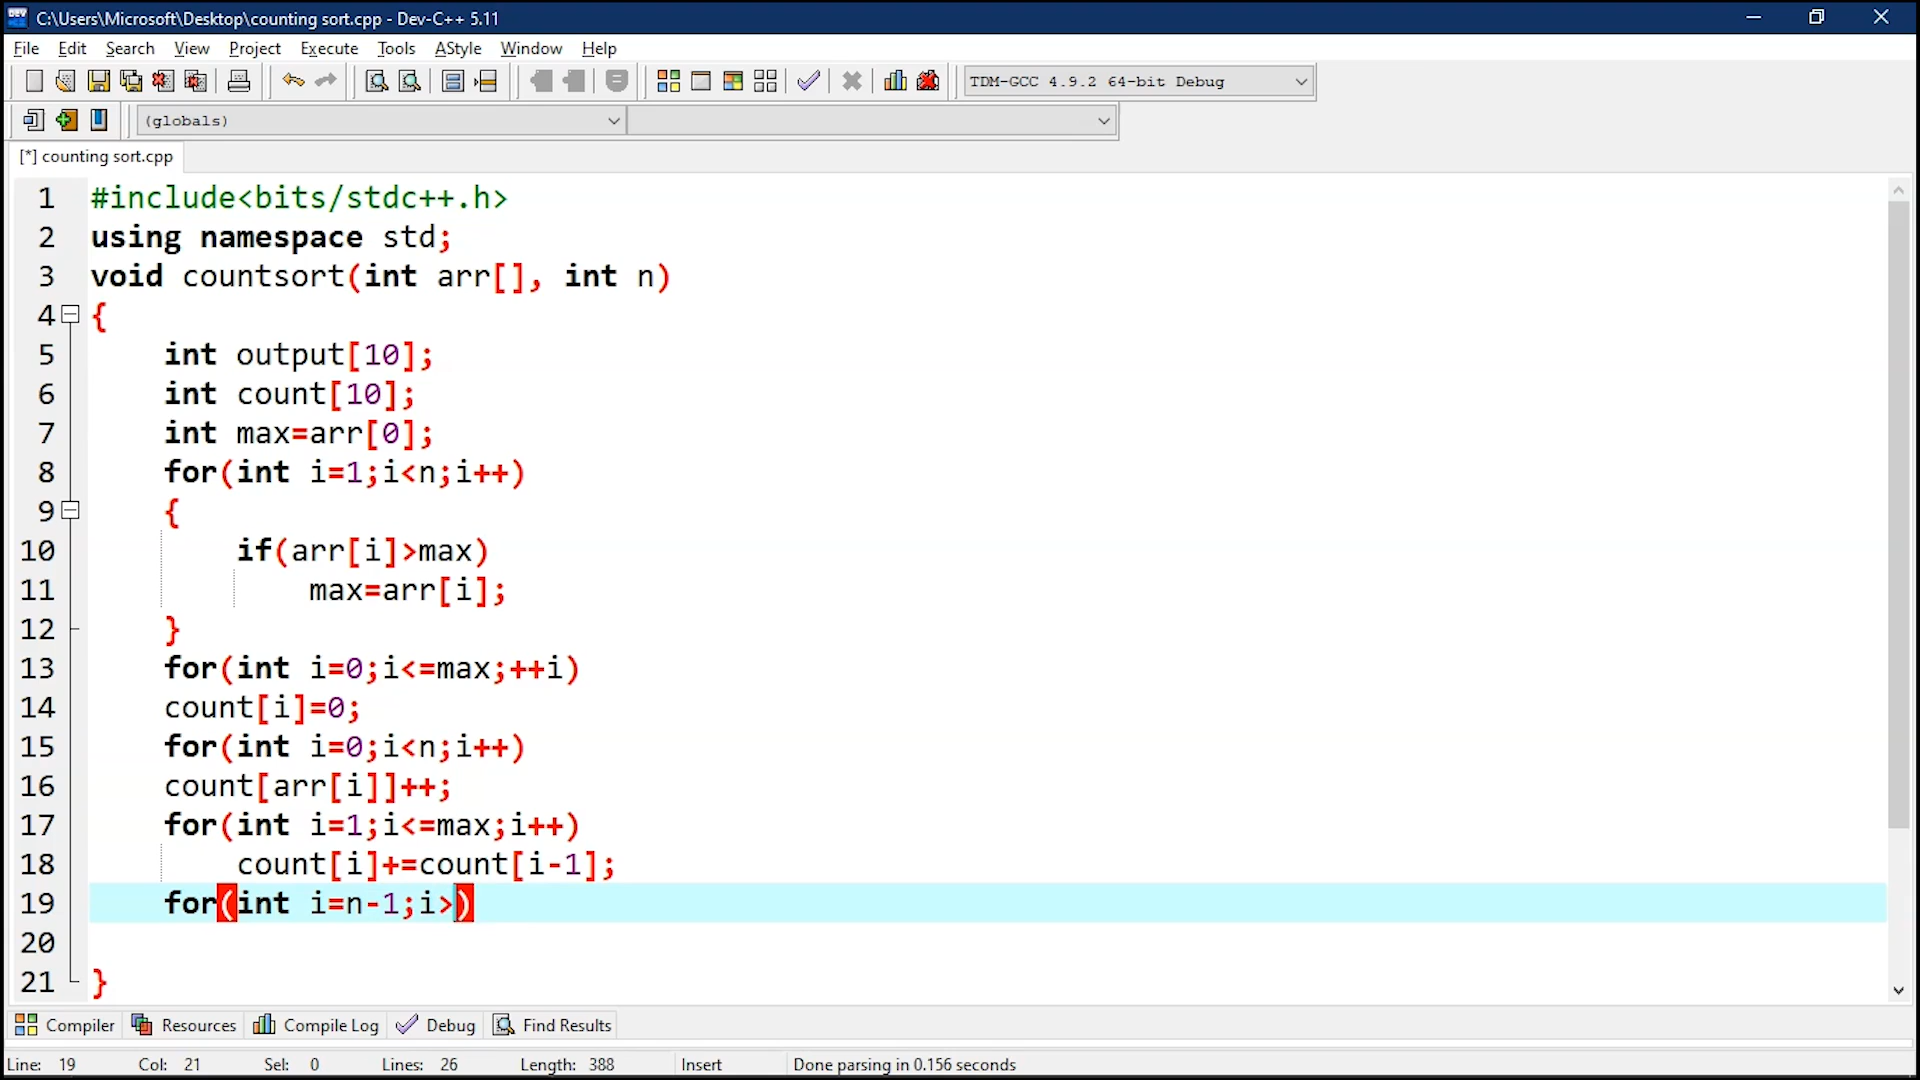 C:\Users\Microsoft\Desktop\counting sort.cpp - Dev-C++ 5.11
File Edit Search View Project Execute Tools AStyle Window Help
TDM-GCC 4.9.2 64-bit Debug
(globals)
[*] counting sort.cpp
1 #include<bits/stdc++.h>
2 using namespace std;
3 void countsort(int arr[], int n)
4 {
5 int output[10];
6 int count[10];
7 int max=arr[0];
8 for(int i=1;i<n;i++)
9 {
10 if(arr[i]>max)
11 max=arr[i];
12 }
13 for(int i=0;i<=max;++i)
14 count[i]=0;
15 for(int i=0;i<n;i++)
16 count[arr[i]]++;
17 for(int i=1;i<=max;i++)
18 count[i]+=count[i-1];
19 for(int i=n-1;i>)
20
21 }
Compiler Resources Compile Log Debug Find Results
Line: 19 Col: 21 Sel: 0 Lines: 26 Length: 388 Insert Done parsing in 0.156 seconds